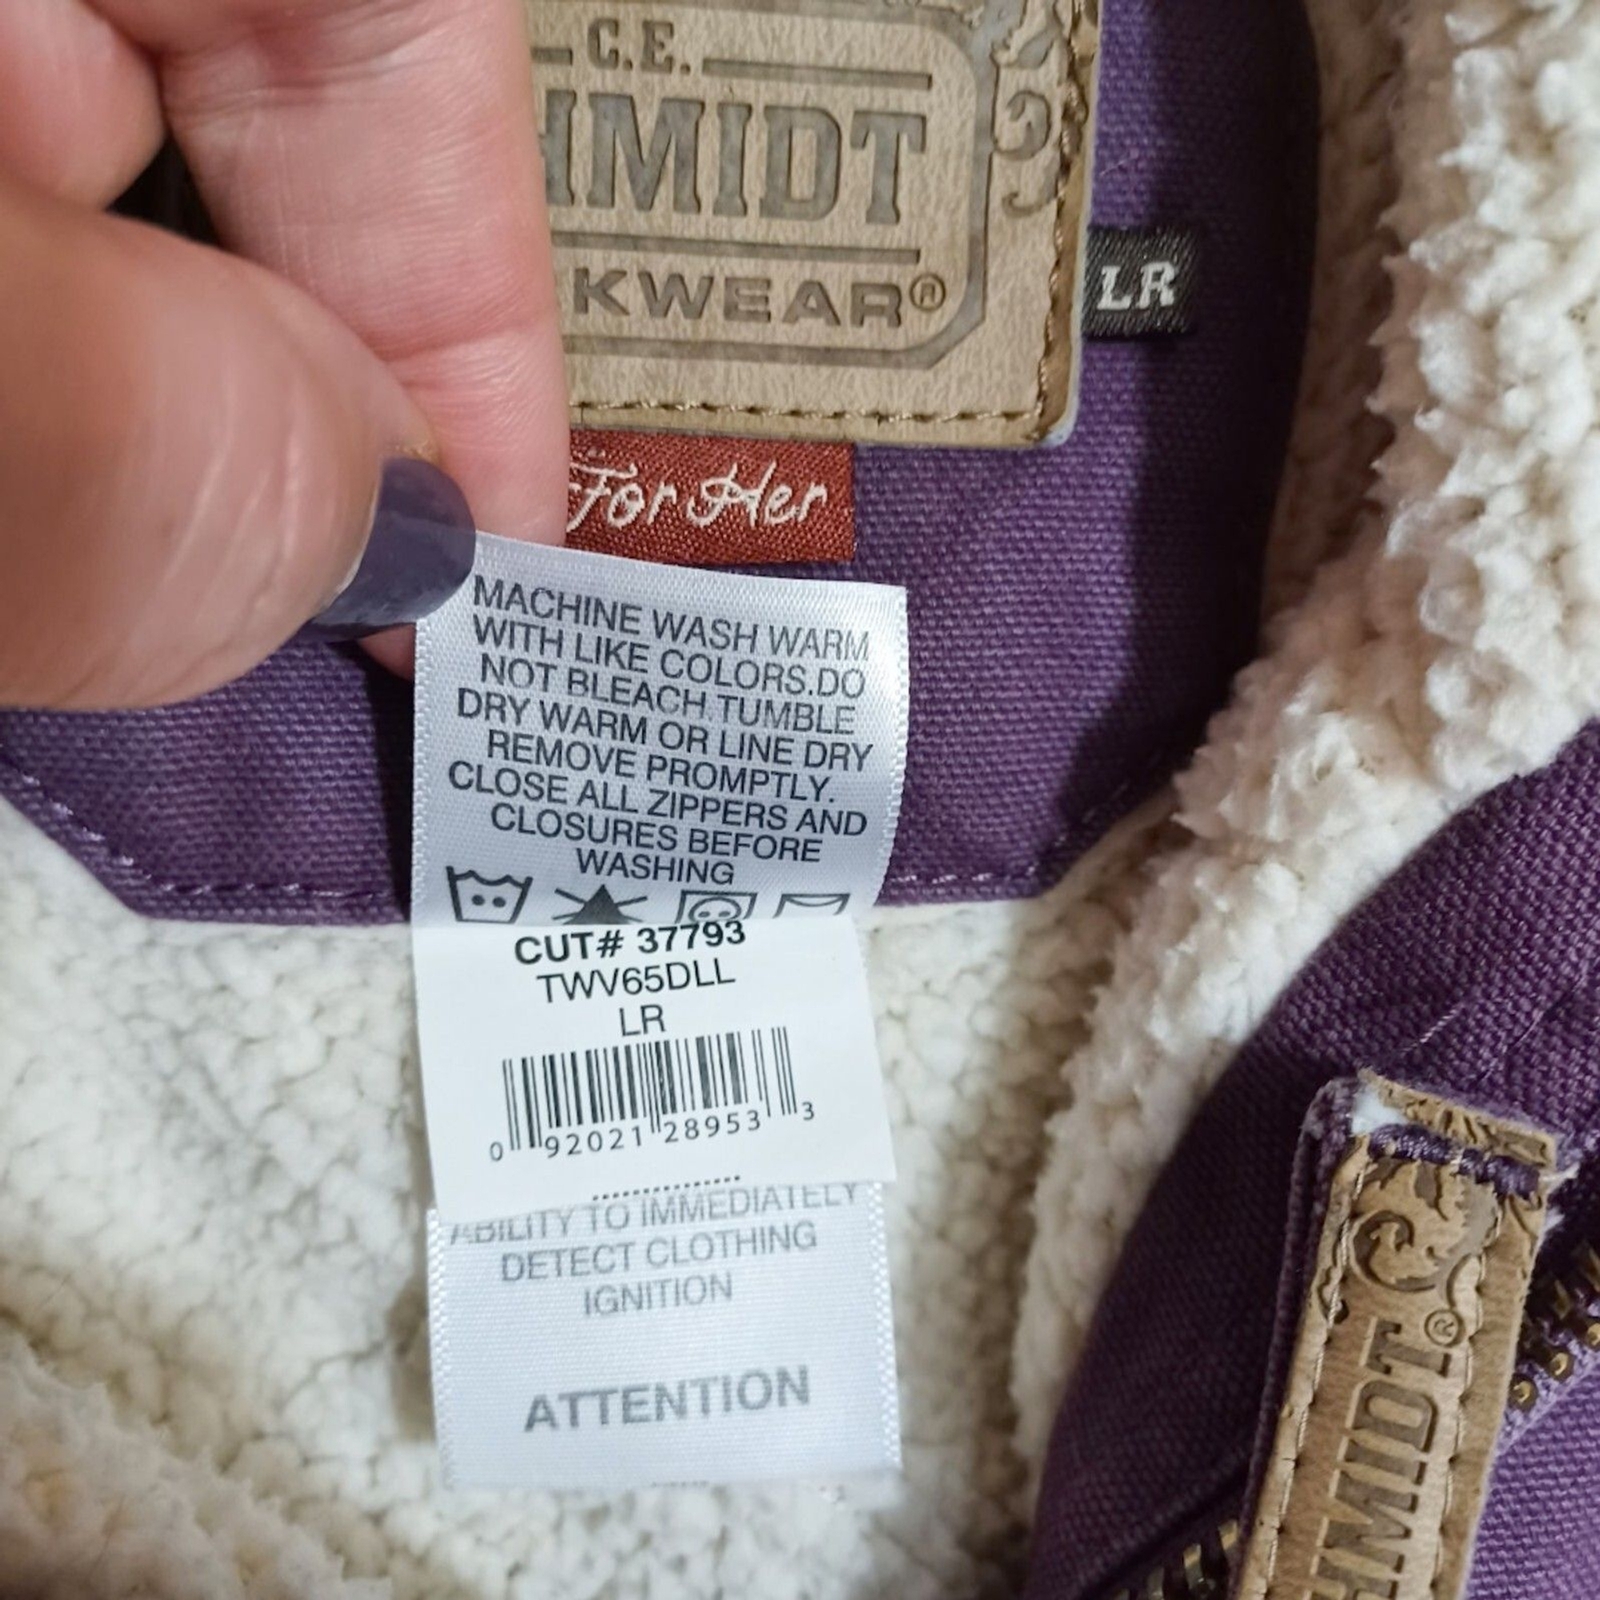 C.E.
HMIDT
KWEAR®
LR
For Her
MACHINE WASH WARM
WITH LIKE COLORS.DO
NOT BLEACH.TUMBLE
DRY WARM OR LINE DRY
REMOVE PROMPTLY.
CLOSE ALL ZIPPERS AND
CLOSURES BEFORE
WASHING
CUT# 37793
TWV65DLL
LR
0 92021 28953 3
ABILITY TO IMMEDIATELY
DETECT CLOTHING
IGNITION
ATTENTION
HMIDT®